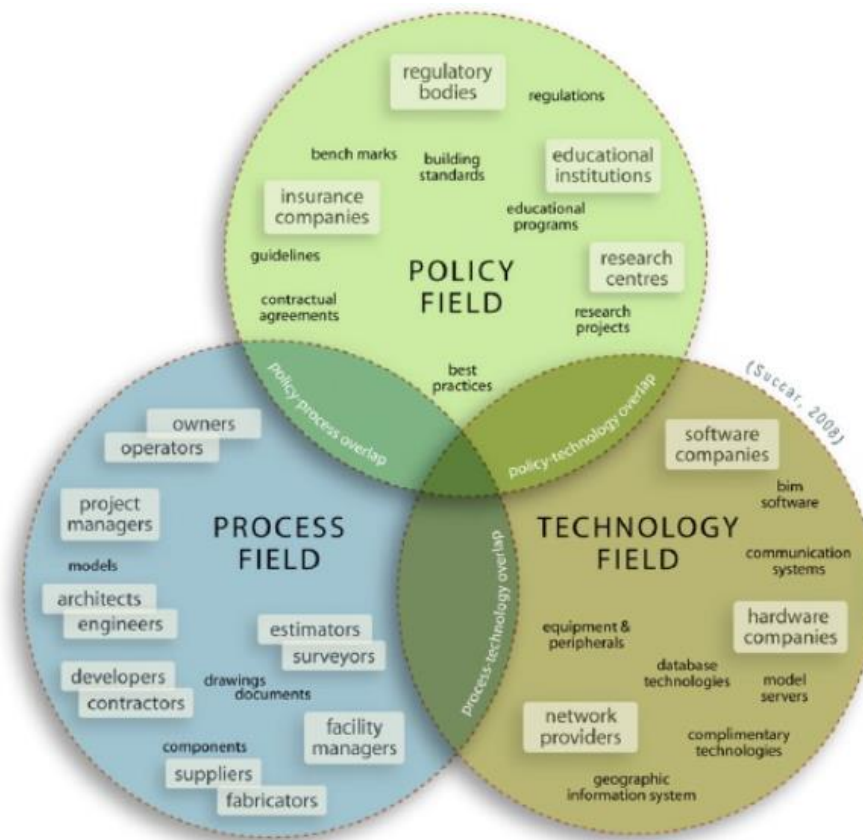 regulatory
bodies
regulations
bench marks
building
standards
educational
institutions
insurance
companies
educational
programs
guidelines
POLICY
FIELD
research
centres
contractual
agreements
research
projects
best
practices
policy-process overlap
policy-technology overlap
(Succar, 2008)
owners
operators
project
managers
PROCESS
FIELD
models
architects
engineers
estimators
surveyors
developers
contractors
drawings
documents
facility
managers
components
suppliers
fabricators
process-technology overlap
software
companies
bim
software
TECHNOLOGY
FIELD
communication
systems
equipment &
peripherals
hardware
companies
database
technologies
model
servers
network
providers
complimentary
technologies
geographic
information system